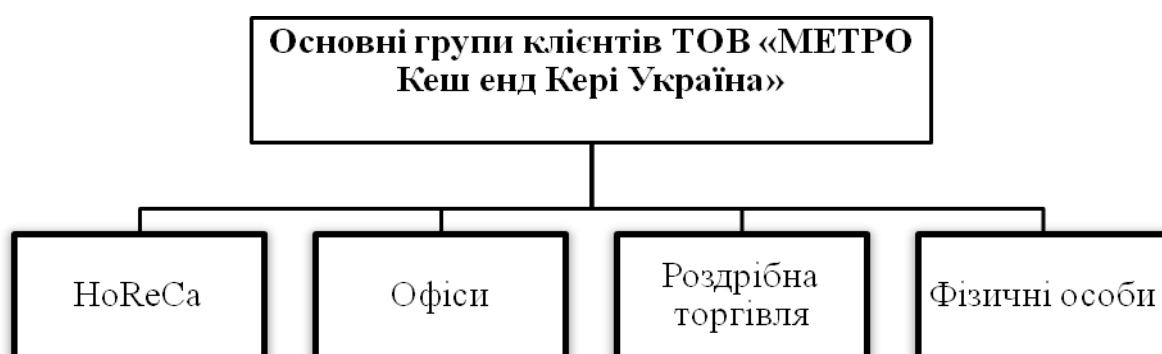 Основні групи клієнтів ТОВ «МЕТРО
Кеш енд Кері Україна»
HoReCa
Офіси
Роздрібна
торгівля
Фізичні особи